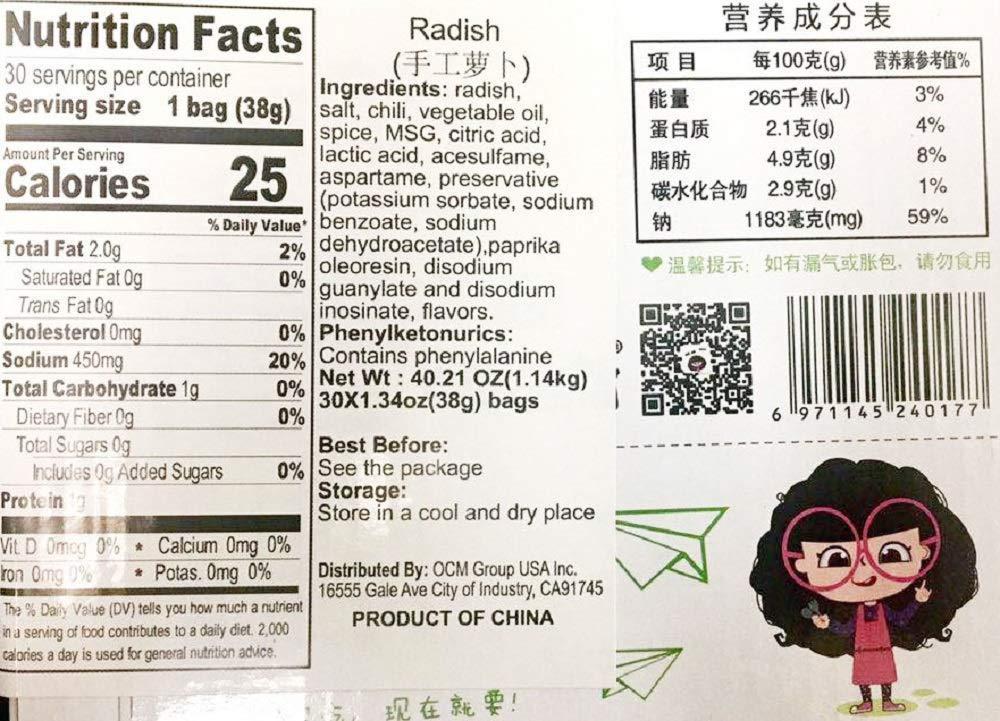 Nutrition Facts
30 servings per container
Serving size 1 bag (38g)
Amount Per Serving
Calories 25
% Daily Value*
Total Fat 2.0g 2%
Saturated Fat 0g 0%
Trans Fat 0g
Cholesterol 0mg 0%
Sodium 450mg 20%
Total Carbohydrate 1g 0%
Dietary Fiber 0g 0%
Total Sugars 0g
Includes 0g Added Sugars 0%
Protein 1g
Vit. D 0mcg 0% * Calcium 0mg 0%
Iron 0mg 0% * Potas. 0mg 0%
The % Daily Value (DV) tells you how much a nutrient
in a serving of food contributes to a daily diet. 2,000
calories a day is used for general nutrition advice.
Radish
(手工萝卜)
Ingredients: radish,
salt, chili, vegetable oil,
spice, MSG, citric acid,
lactic acid, acesulfame,
aspartame, preservative
(potassium sorbate, sodium
benzoate, sodium
dehydroacetate),paprika
oleoresin, disodium
guanylate and disodium
inosinate, flavors.
Phenylketonurics:
Contains phenylalanine
Net Wt : 40.21 OZ(1.14kg)
30X1.34oz(38g) bags
Best Before:
See the package
Storage:
Store in a cool and dry place
Distributed By: OCM Group USA Inc.
16555 Gale Ave City of Industry, CA91745
PRODUCT OF CHINA
营养成分表
项目 每100克(g) 营养素参考值%
能量 266千焦(kJ) 3%
蛋白质 2.1克(g) 4%
脂肪 4.9克(g) 8%
碳水化合物 2.9克(g) 1%
钠 1183毫克(mg) 59%
温馨提示: 如有漏气或胀包, 请勿食用
6 971145 240177
现在就要!